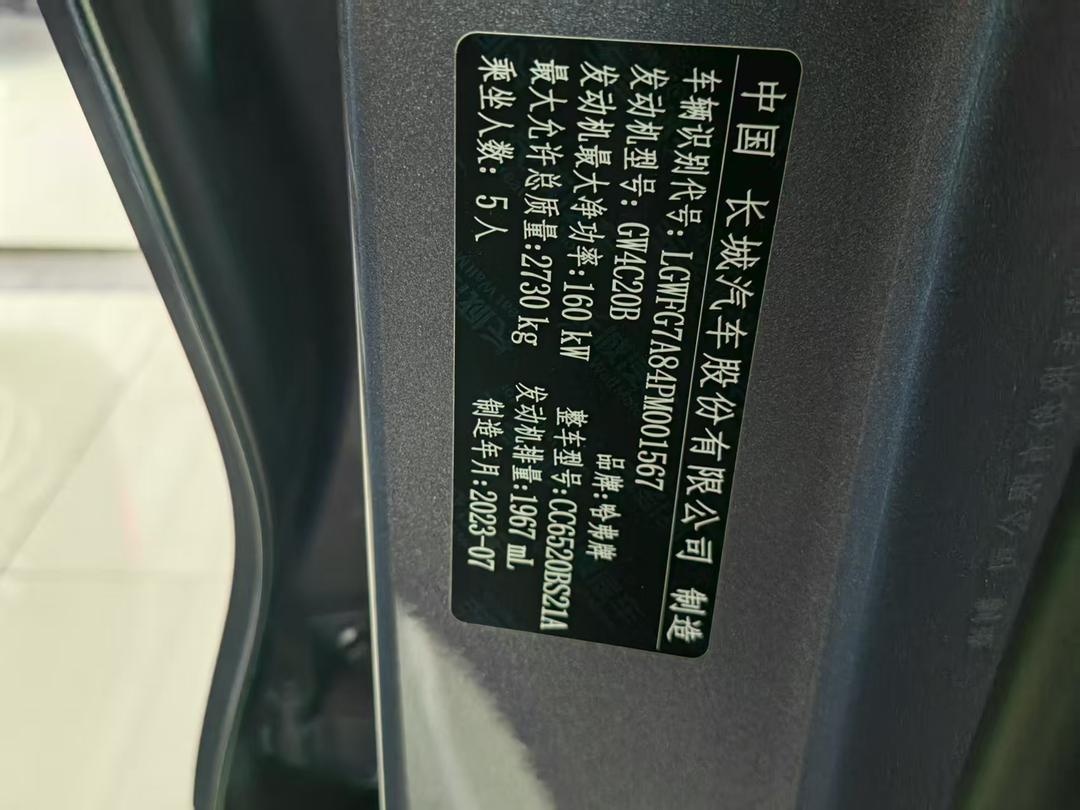 中国 长城汽车股份有限公司 制造
车辆识别代号: LGWFG7A84PM001567
发动机型号: GW4C20B 品牌: 哈弗牌
发动机最大净功率: 160 kW 整车型号: CC6520BS21A
最大允许总质量: 2730 kg 发动机排量: 1967 mL
乘坐人数: 5 人 制造年月: 2023-07